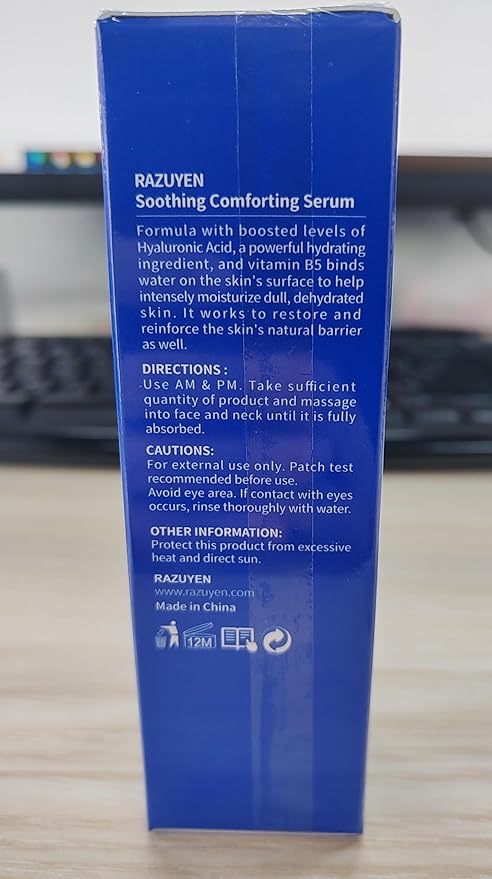 RAZUYEN
Soothing Comforting Serum
Formula with boosted levels of
Hyaluronic Acid, a powerful hydrating
ingredient, and vitamin B5 binds
water on the skin's surface to help
intensely moisturize dull, dehydrated
skin. It works to restore and
reinforce the skin's natural barrier
as well.
DIRECTIONS :
Use AM & PM. Take sufficient
quantity of product and massage
into face and neck until it is fully
absorbed.
CAUTIONS:
For external use only. Patch test
recommended before use.
Avoid eye area. If contact with eyes
occurs, rinse thoroughly with water.
OTHER INFORMATION:
Protect this product from excessive
heat and direct sun.
RAZUYEN
www.razuyen.com
Made in China
12M